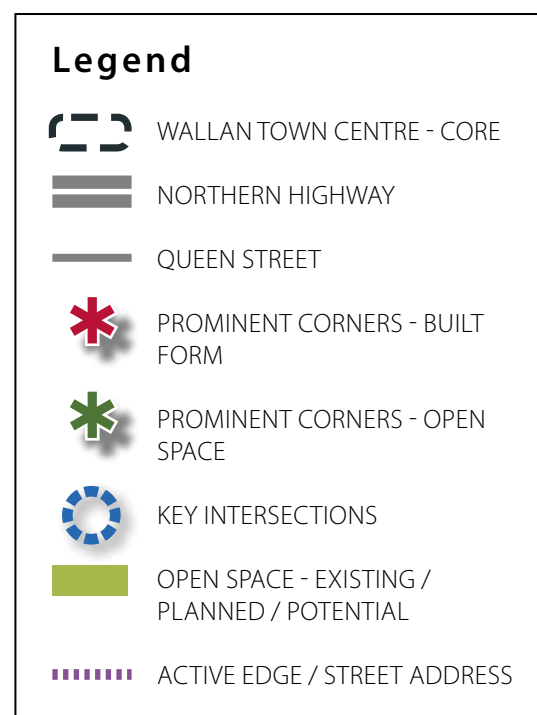 Legend
WALLAN TOWN CENTRE - CORE
NORTHERN HIGHWAY
QUEEN STREET
PROMINENT CORNERS - BUILT
FORM
PROMINENT CORNERS - OPEN
SPACE
KEY INTERSECTIONS
OPEN SPACE - EXISTING /
PLANNED / POTENTIAL
ACTIVE EDGE / STREET ADDRESS